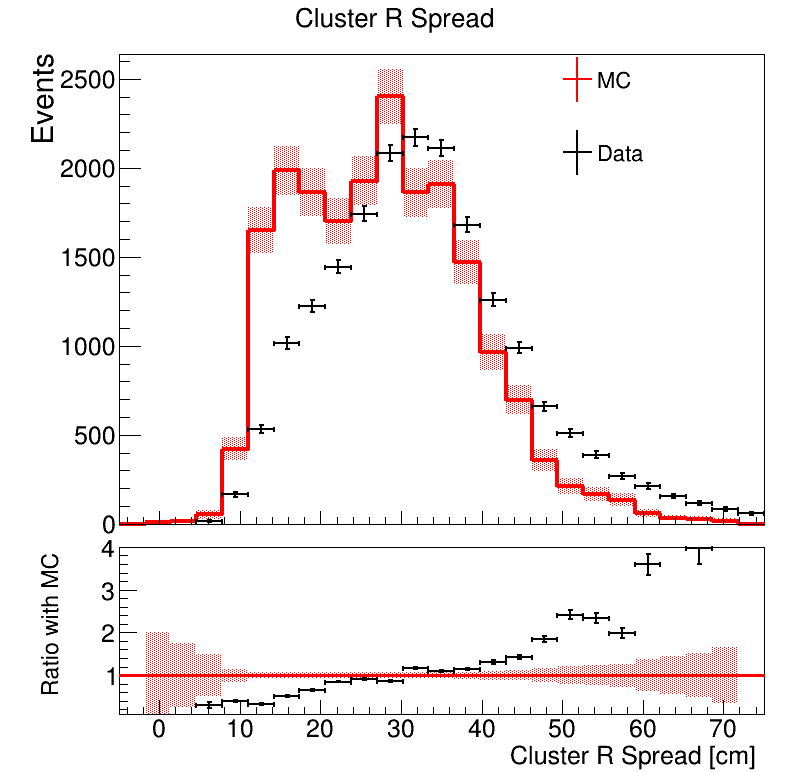 Cluster R Spread
Events
2500
2000
1500
1000
500
0
MC
Data
Ratio with MC
4
3
2
1
0 10 20 30 40 50 60 70
Cluster R Spread [cm]